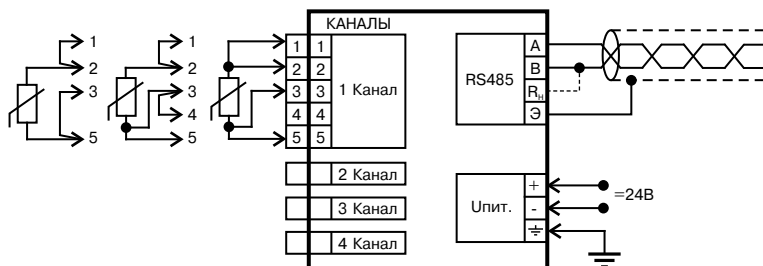 КАНАЛЫ
1
2
3
5
1
2
3
4
5
1 1
2 2
3 3
4 4
5 5
1 Канал
2 Канал
3 Канал
4 Канал
RS485
А
В
Rн
Э
Uпит.
+
-
=24В